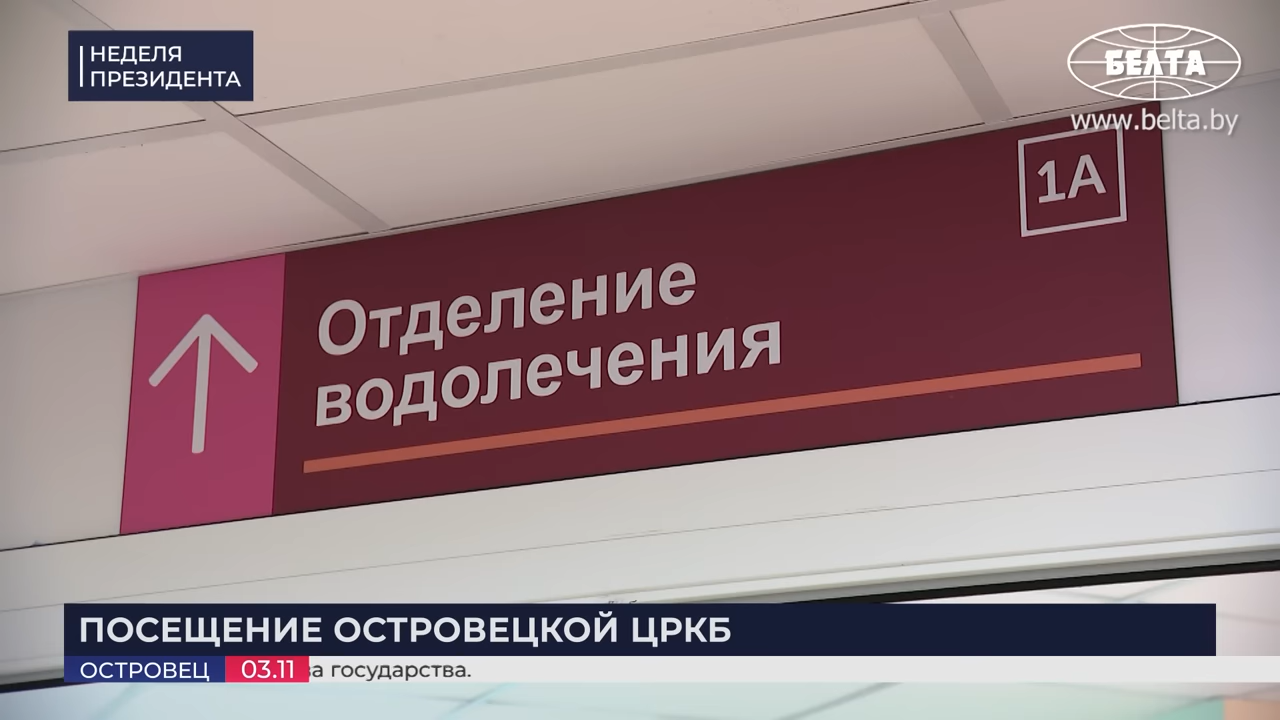 НЕДЕЛЯ
ПРЕЗИДЕНТА
БЕЛТА
www.belta.by
1А
Отделение
водолечения
ПОСЕЩЕНИЕ ОСТРОВЕЦКОЙ ЦРКБ
ОСТРОВЕЦ 03.11 государства.